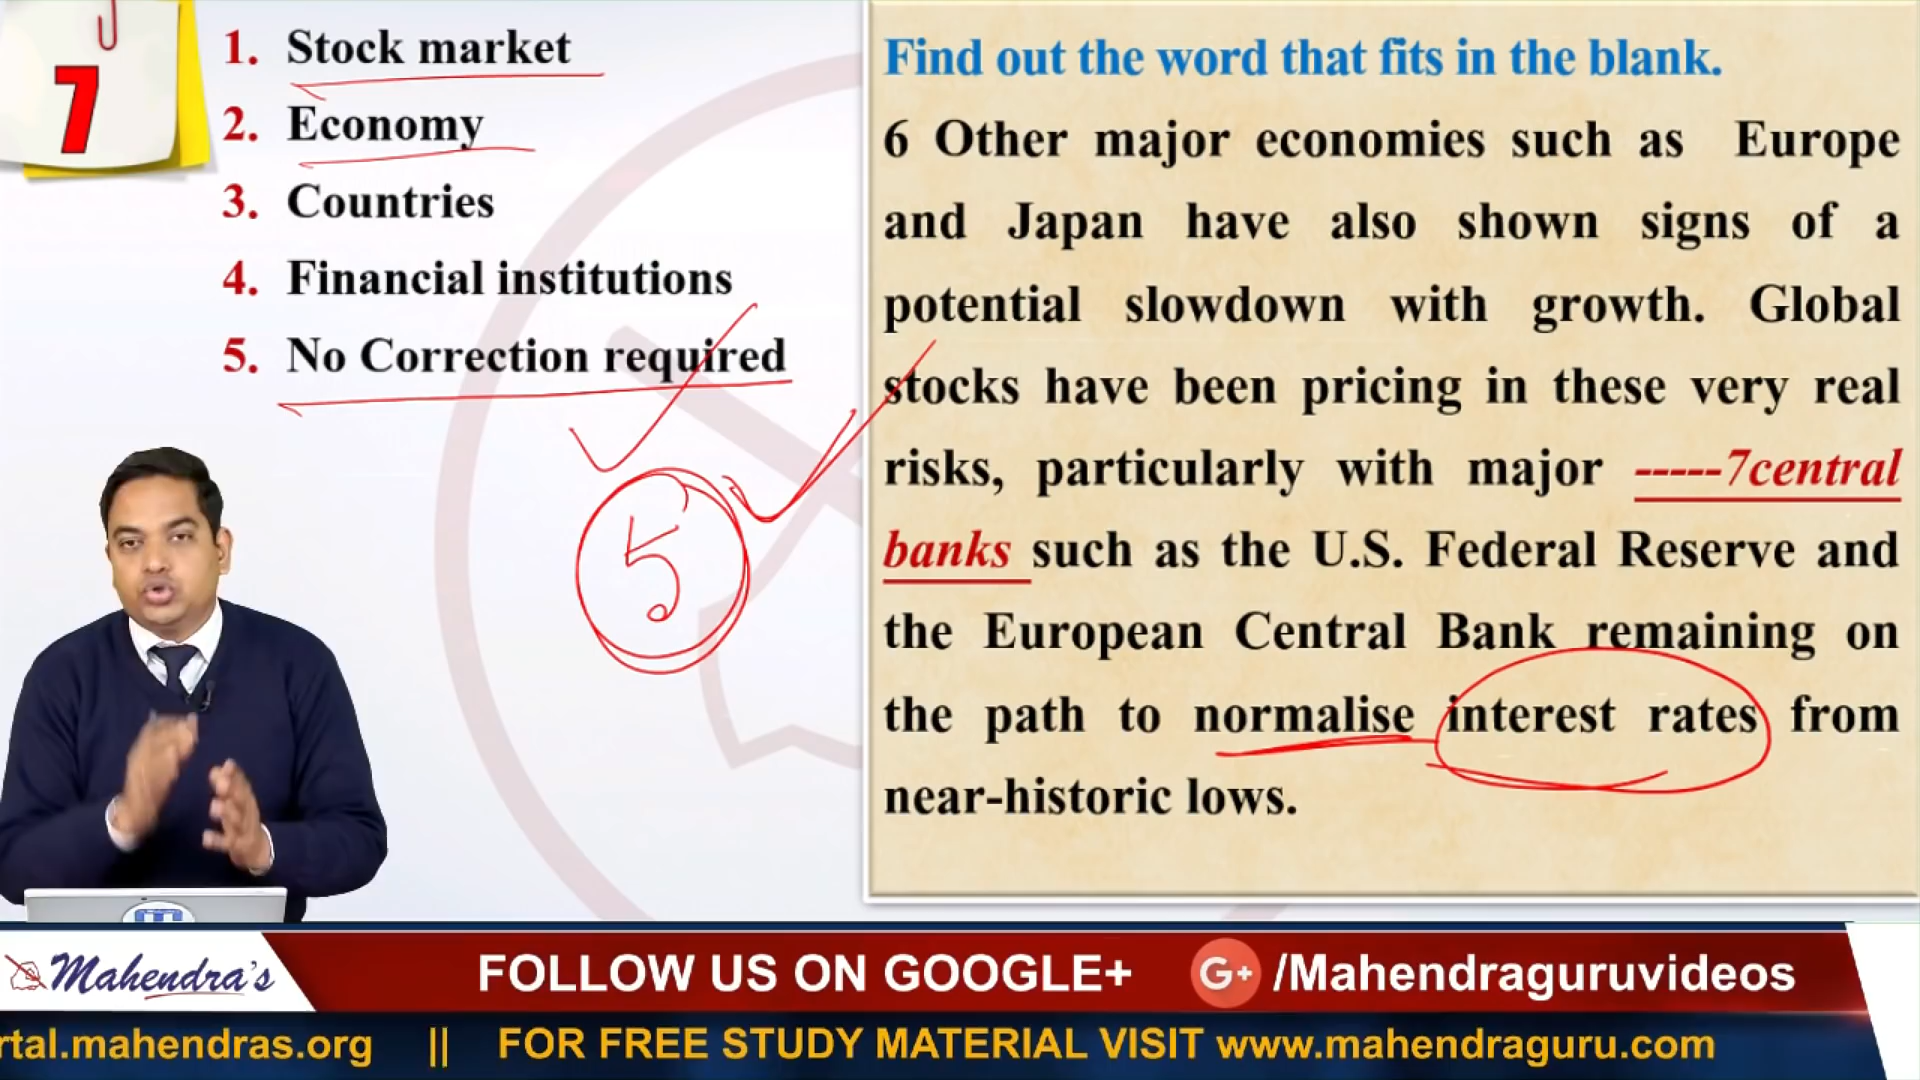 7
1. Stock market
2. Economy
3. Countries
4. Financial institutions
5. No Correction required
5
Find out the word that fits in the blank.
6 Other major economies such as Europe
and Japan have also shown signs of a
potential slowdown with growth. Global
stocks have been pricing in these very real
risks, particularly with major -----7central
banks such as the U.S. Federal Reserve and
the European Central Bank remaining on
the path to normalise interest rates from
near-historic lows.
Mahendra's
FOLLOW US ON GOOGLE+ G+ /Mahendraguruvideos
rtal.mahendras.org || FOR FREE STUDY MATERIAL VISIT www.mahendraguru.com